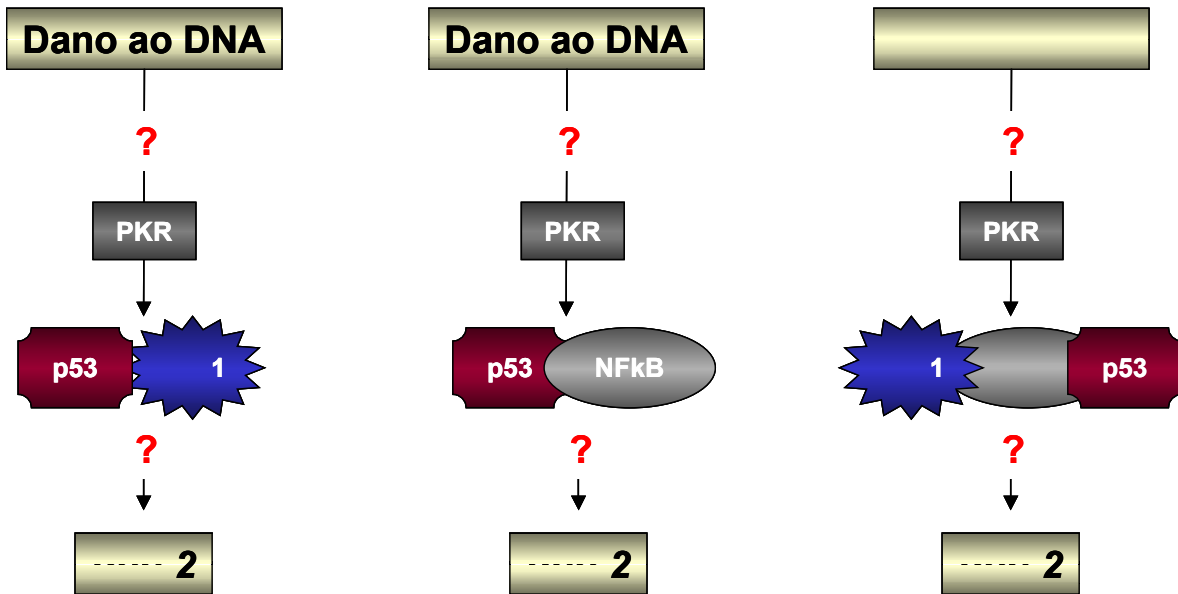 Dano ao DNA
Dano ao DNA
?
?
?
PKR
PKR
PKR
p53
1
p53
NFkB
1
p53
?
?
?
------ 2
------ 2
------ 2